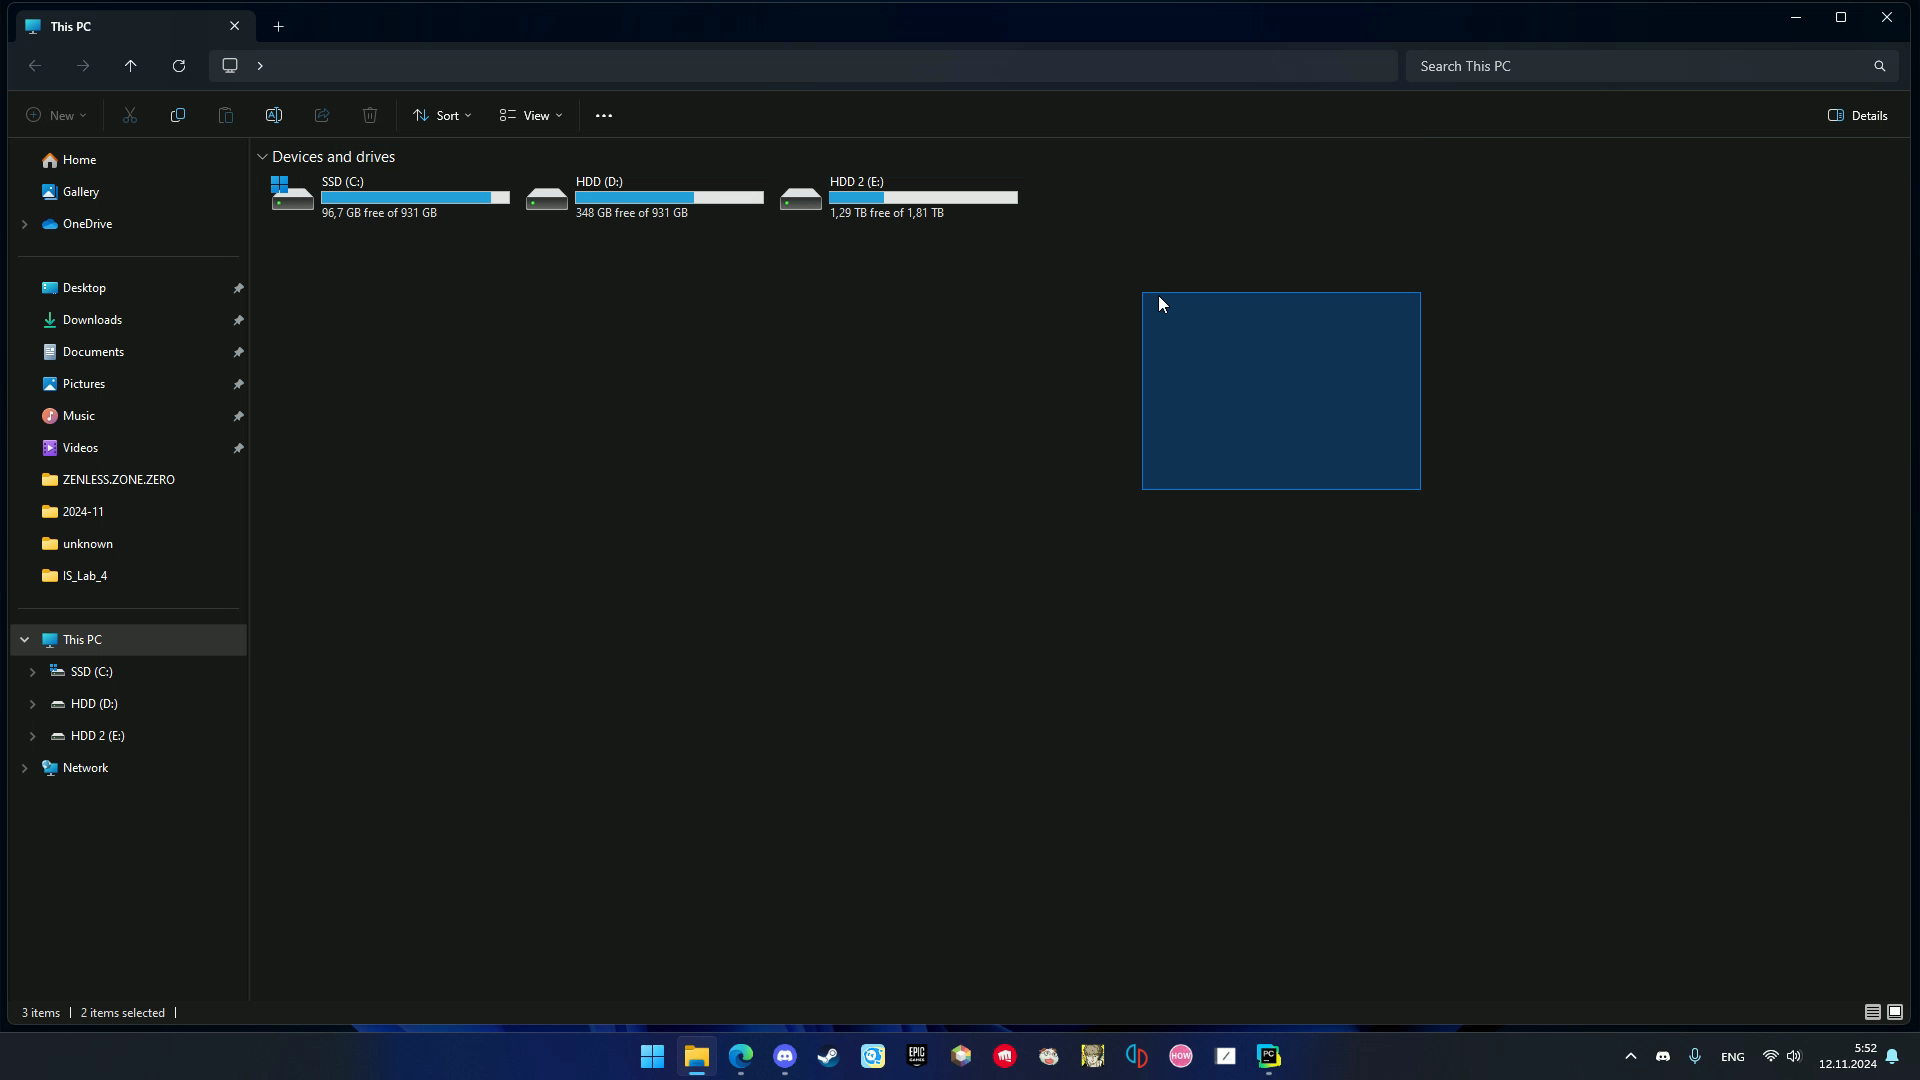 This PC
Search This PC
New
Sort
View
Details
Home
Gallery
OneDrive
Desktop
Downloads
Documents
Pictures
Music
Videos
ZENLESS.ZONE.ZERO
2024-11
unknown
IS_Lab_4
This PC
SSD (C:)
HDD (D:)
HDD 2 (E:)
Network
Devices and drives
SSD (C:)
96,7 GB free of 931 GB
HDD (D:)
348 GB free of 931 GB
HDD 2 (E:)
1,29 TB free of 1,81 TB
3 items
2 items selected
EPIC
GAMES
HOW
PC
ENG
5:52
12.11.2024